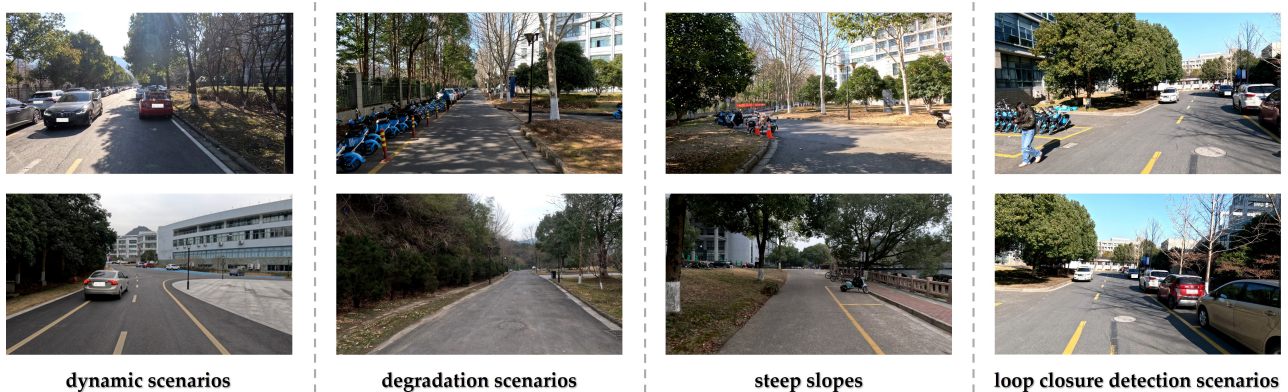 dynamic scenarios
degradation scenarios
steep slopes
loop closure detection scenarios